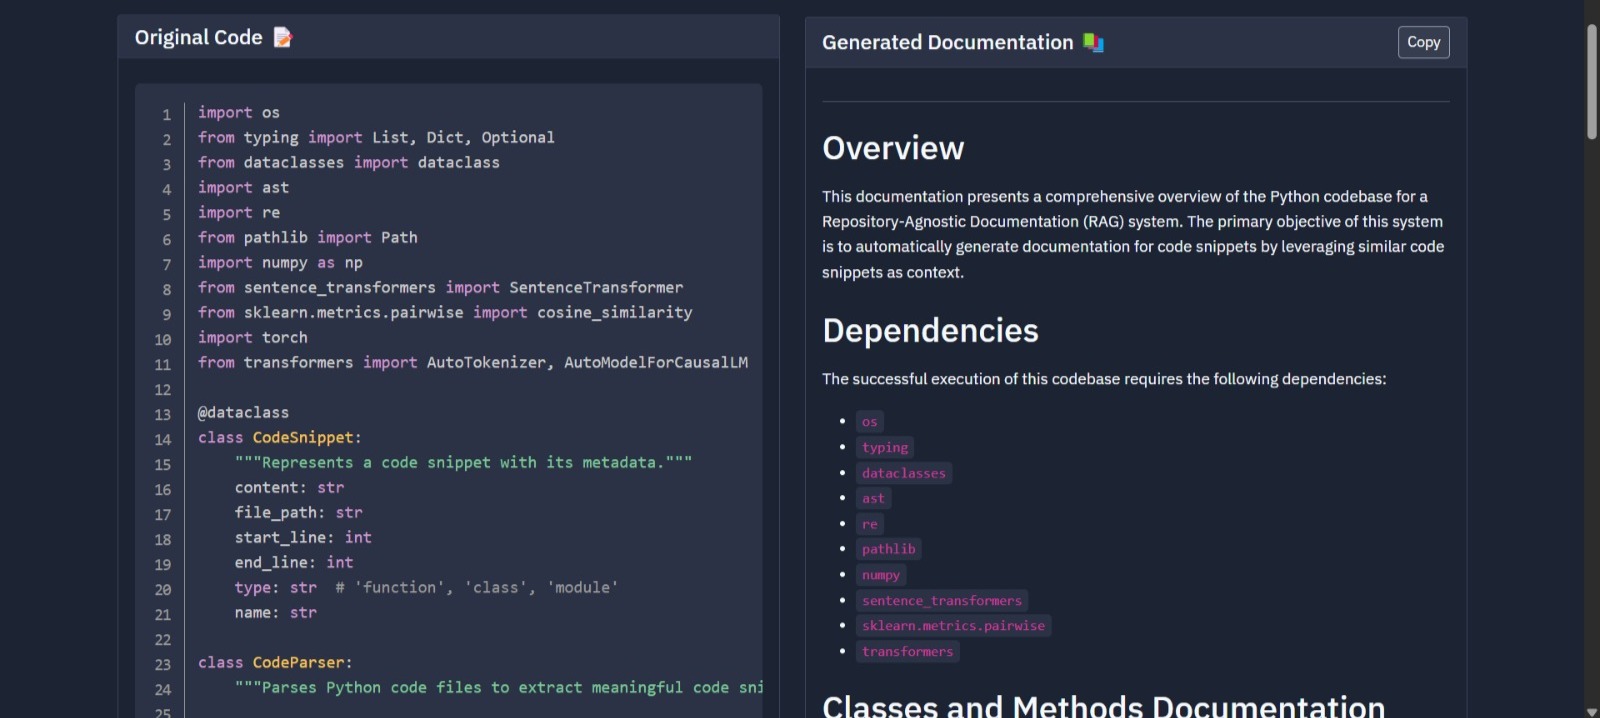 Original Code 📝
1 import os
2 from typing import List, Dict, Optional
3 from dataclasses import dataclass
4 import ast
5 import re
6 from pathlib import Path
7 import numpy as np
8 from sentence_transformers import SentenceTransformer
9 from sklearn.metrics.pairwise import cosine_similarity
10 import torch
11 from transformers import AutoTokenizer, AutoModelForCausalLM
12
13 @dataclass
14 class CodeSnippet:
15     """Represents a code snippet with its metadata."""
16     content: str
17     file_path: str
18     start_line: int
19     end_line: int
20     type: str  # 'function', 'class', 'module'
21     name: str
22
23 class CodeParser:
24     """Parses Python code files to extract meaningful code sni
25
Generated Documentation
Copy
Overview
This documentation presents a comprehensive overview of the Python codebase for a
Repository-Agnostic Documentation (RAG) system. The primary objective of this system
is to automatically generate documentation for code snippets by leveraging similar code
snippets as context.
Dependencies
The successful execution of this codebase requires the following dependencies:
• os
• typing
• dataclasses
• ast
• re
• pathlib
• numpy
• sentence_transformers
• sklearn.metrics.pairwise
• transformers
Classes and Methods Documentation